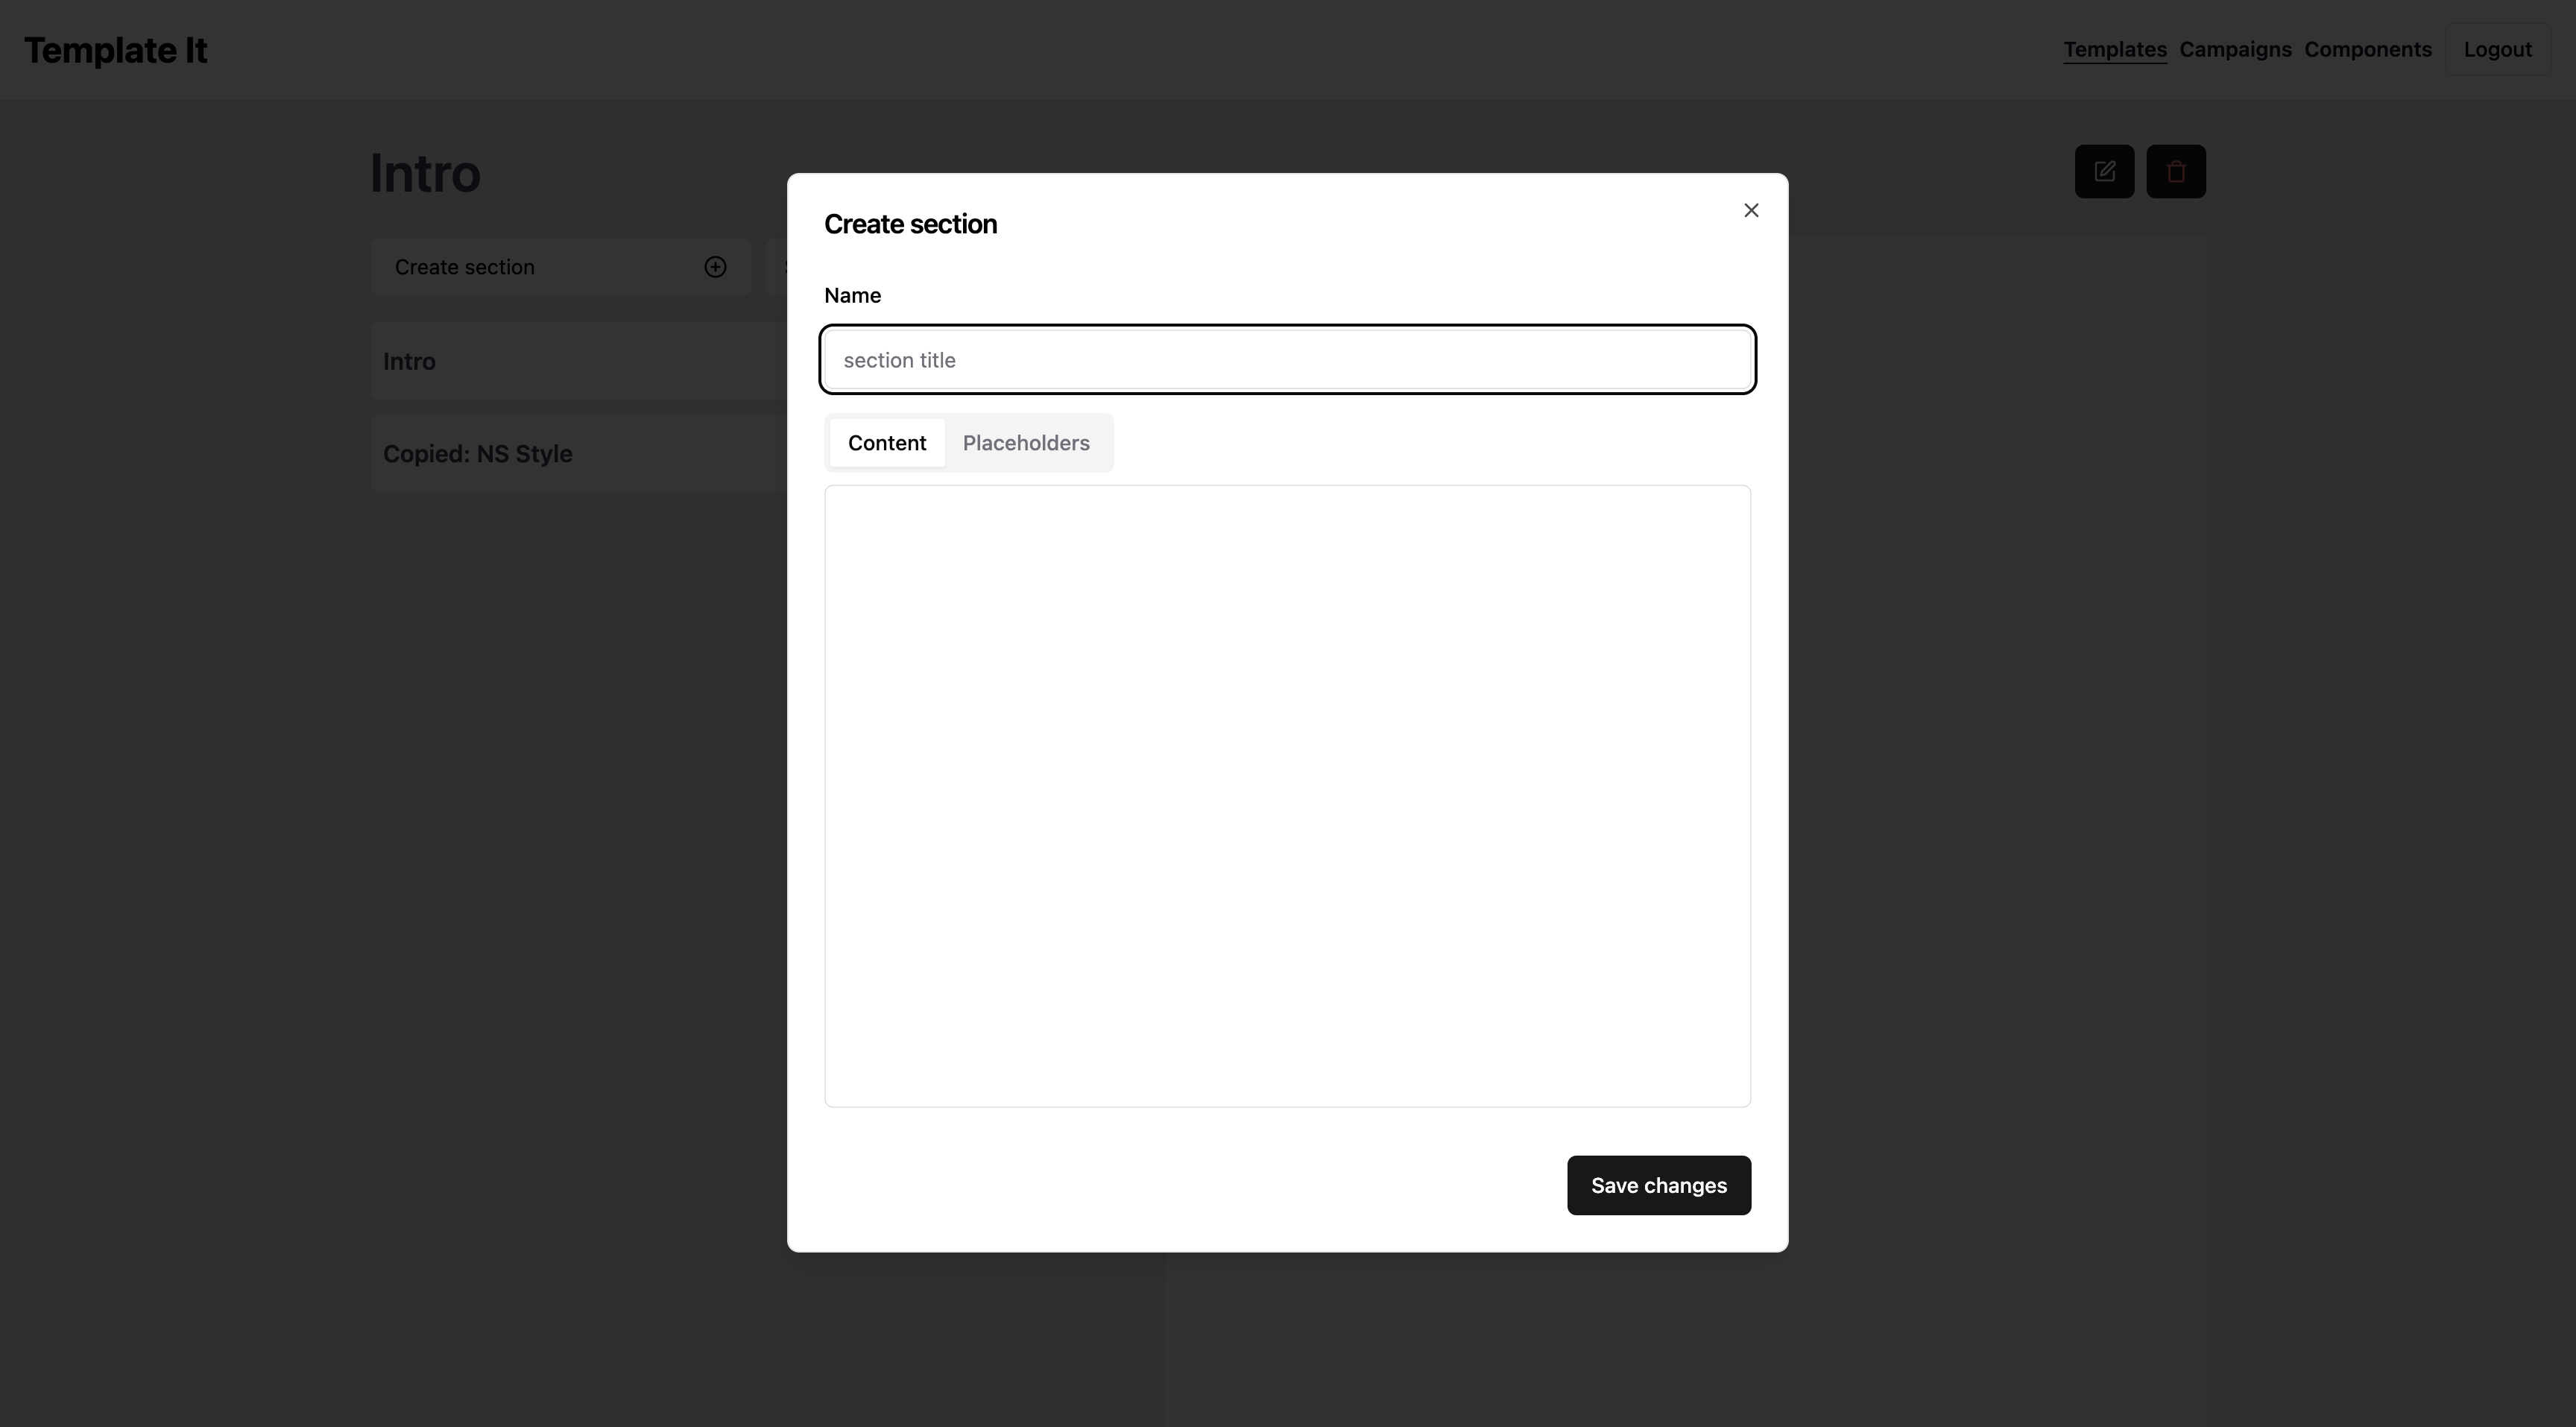 Template It
Templates Campaigns Components Logout
Intro
Create section
Intro
Copied: NS Style
Create section
Name
section title
Content Placeholders
Save changes